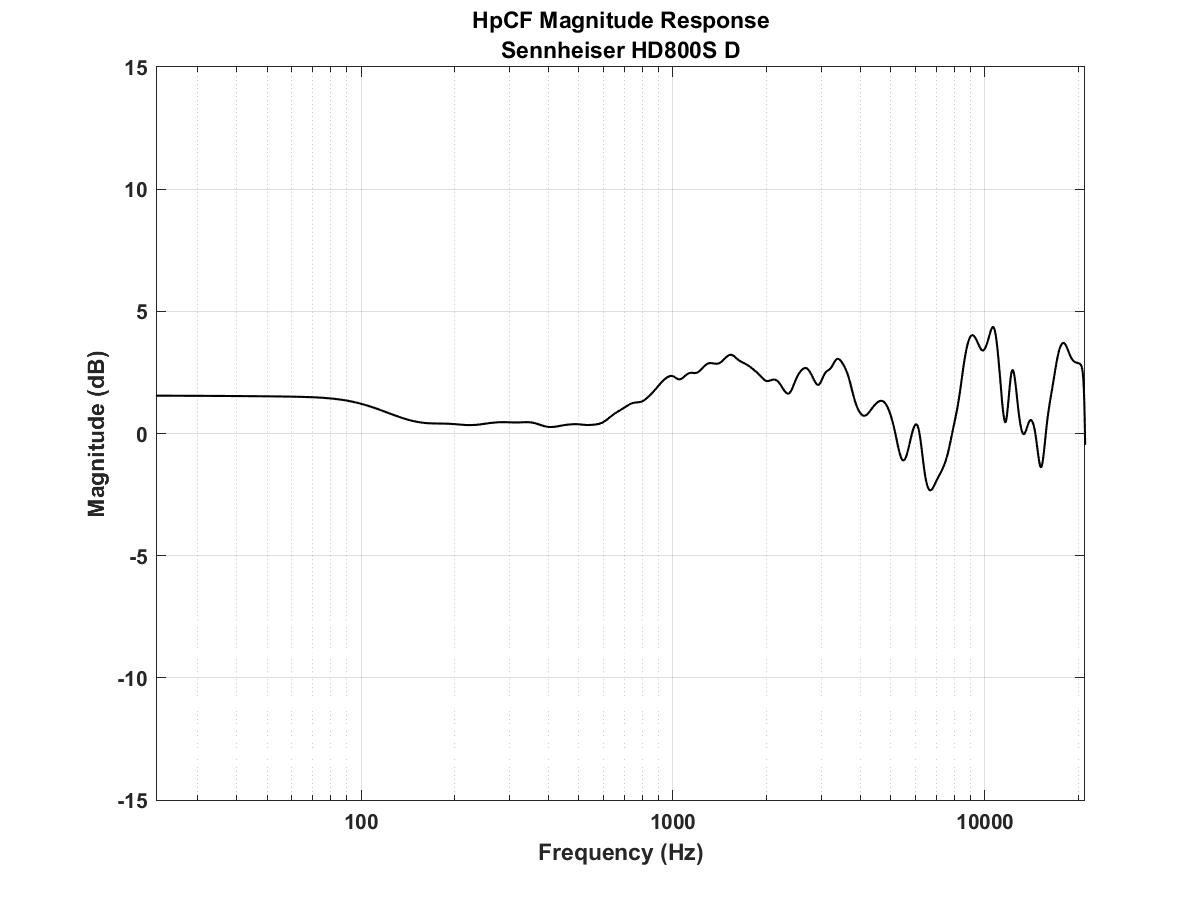 HpCF Magnitude Response
Sennheiser HD800S D
15
10
5
0
-5
-10
-15
Magnitude (dB)
100
1000
10000
Frequency (Hz)